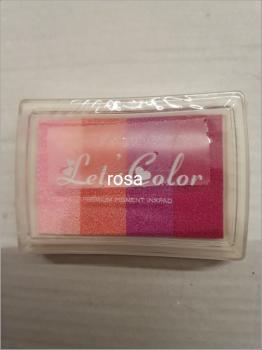 Let's Color
rosa
PREMIUM PIGMENT INKPAD